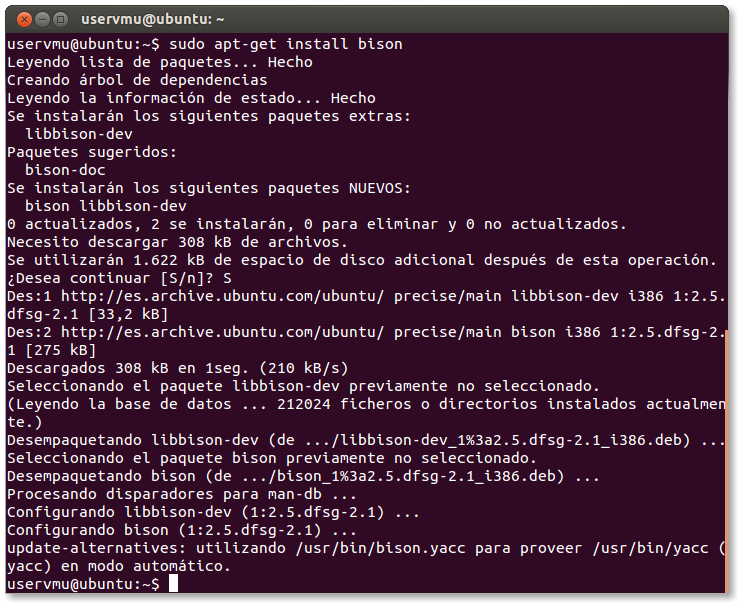 uservmu@ubuntu: ~
uservmu@ubuntu:~$ sudo apt-get install bison
Leyendo lista de paquetes... Hecho
Creando árbol de dependencias
Leyendo la información de estado... Hecho
Se instalarán los siguientes paquetes extras:
  libbison-dev
Paquetes sugeridos:
  bison-doc
Se instalarán los siguientes paquetes NUEVOS:
  bison libbison-dev
0 actualizados, 2 se instalarán, 0 para eliminar y 0 no actualizados.
Necesito descargar 308 kB de archivos.
Se utilizarán 1.622 kB de espacio de disco adicional después de esta operación.
¿Desea continuar [S/n]? S
Des:1 http://es.archive.ubuntu.com/ubuntu/ precise/main libbison-dev i386 1:2.5.
dfsg-2.1 [33,2 kB]
Des:2 http://es.archive.ubuntu.com/ubuntu/ precise/main bison i386 1:2.5.dfsg-2.
1 [275 kB]
Descargados 308 kB en 1seg. (210 kB/s)
Seleccionando el paquete libbison-dev previamente no seleccionado.
(Leyendo la base de datos ... 212024 ficheros o directorios instalados actualmen
te.)
Desempaquetando libbison-dev (de .../libbison-dev_1%3a2.5.dfsg-2.1_i386.deb) ...
Seleccionando el paquete bison previamente no seleccionado.
Desempaquetando bison (de .../bison_1%3a2.5.dfsg-2.1_i386.deb) ...
Procesando disparadores para man-db ...
Configurando libbison-dev (1:2.5.dfsg-2.1) ...
Configurando bison (1:2.5.dfsg-2.1) ...
update-alternatives: utilizando /usr/bin/bison.yacc para proveer /usr/bin/yacc (
yacc) en modo automático.
uservmu@ubuntu:~$